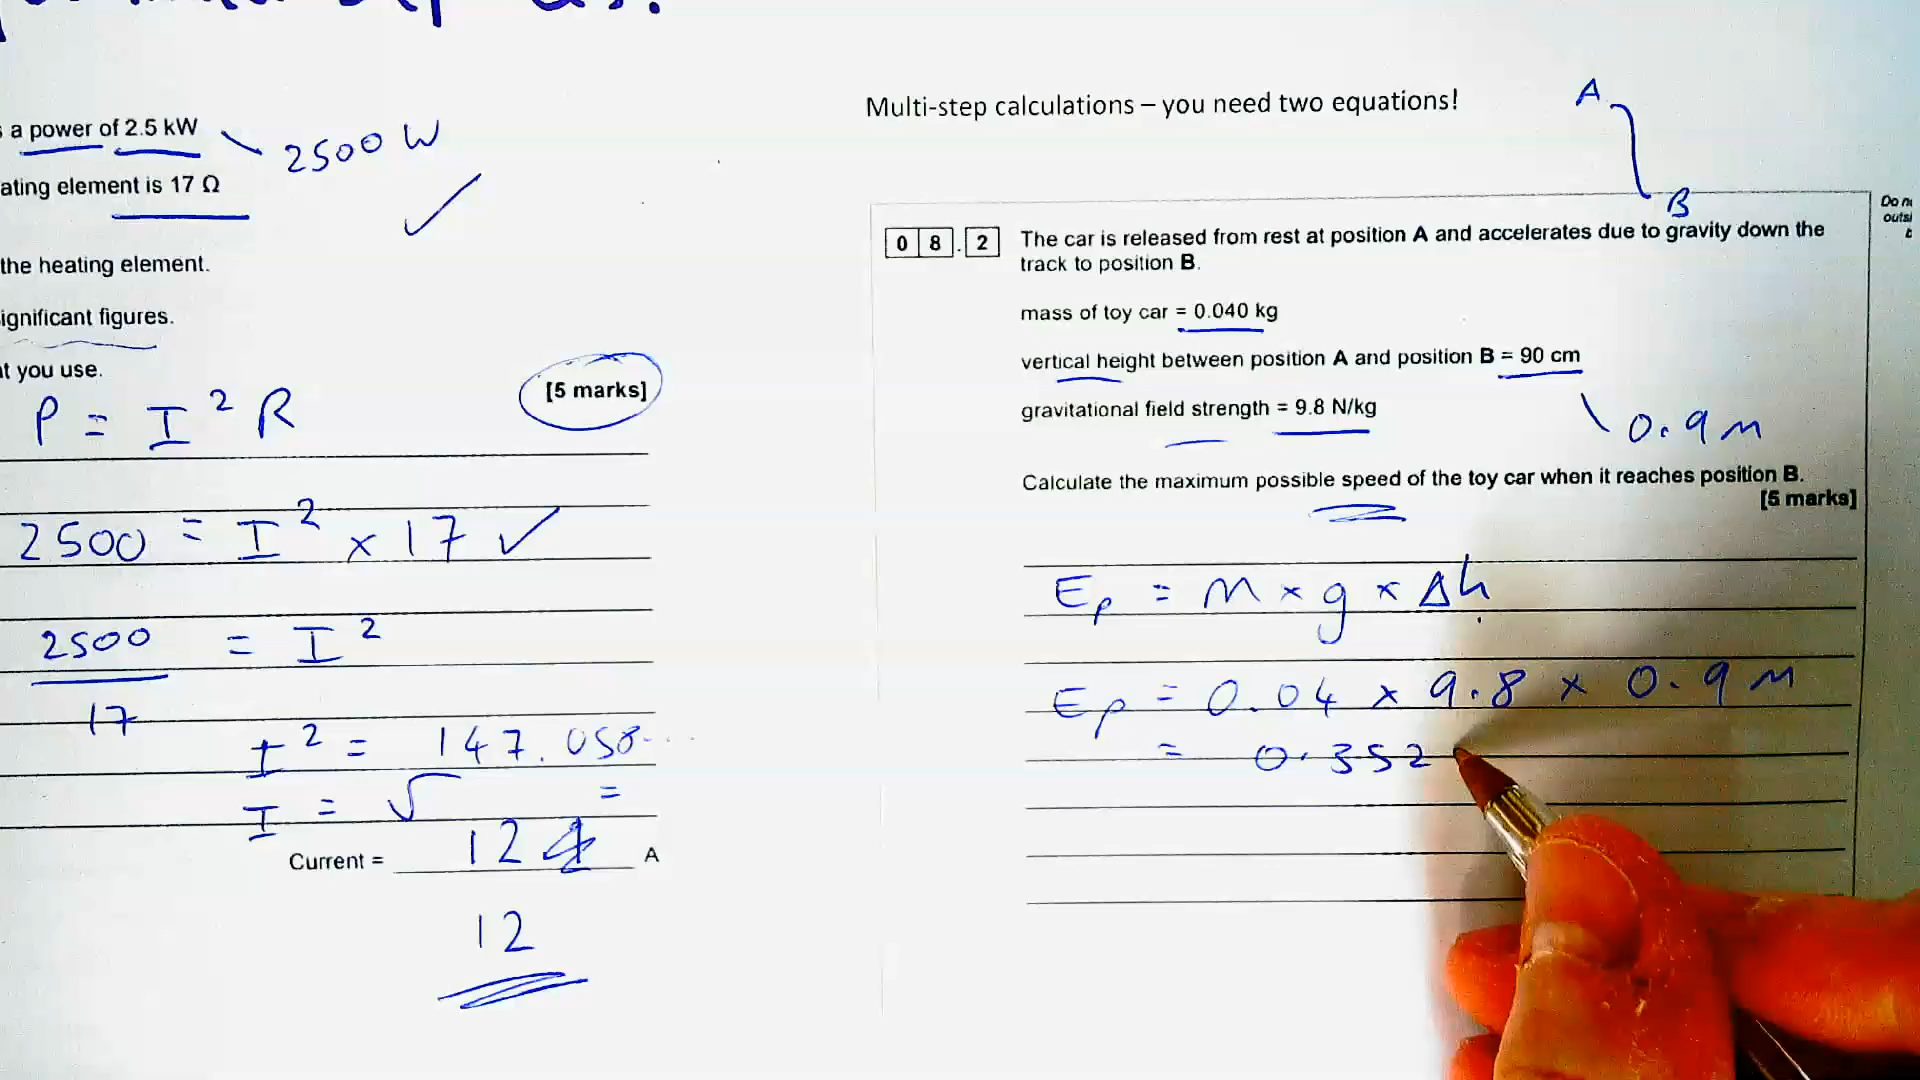 a power of 2.5 kW
2500 W
ating element is 17 Ω
the heating element.
ignificant figures.
t you use.
[5 marks]
P = I² R
2500 = I² × 17 ✓
2500 = I²
17
I² = 147.058...
I = √ =
Current = 12 A
12
Multi-step calculations – you need two equations!
A
B
08.2 The car is released from rest at position A and accelerates due to gravity down the
track to position B.
mass of toy car = 0.040 kg
vertical height between position A and position B = 90 cm
gravitational field strength = 9.8 N/kg
0.9 m
Calculate the maximum possible speed of the toy car when it reaches position B.
[5 marks]
Ep = m × g × Δh
Ep = 0.04 × 9.8 × 0.9 m
= 0.352
Do n
outsi